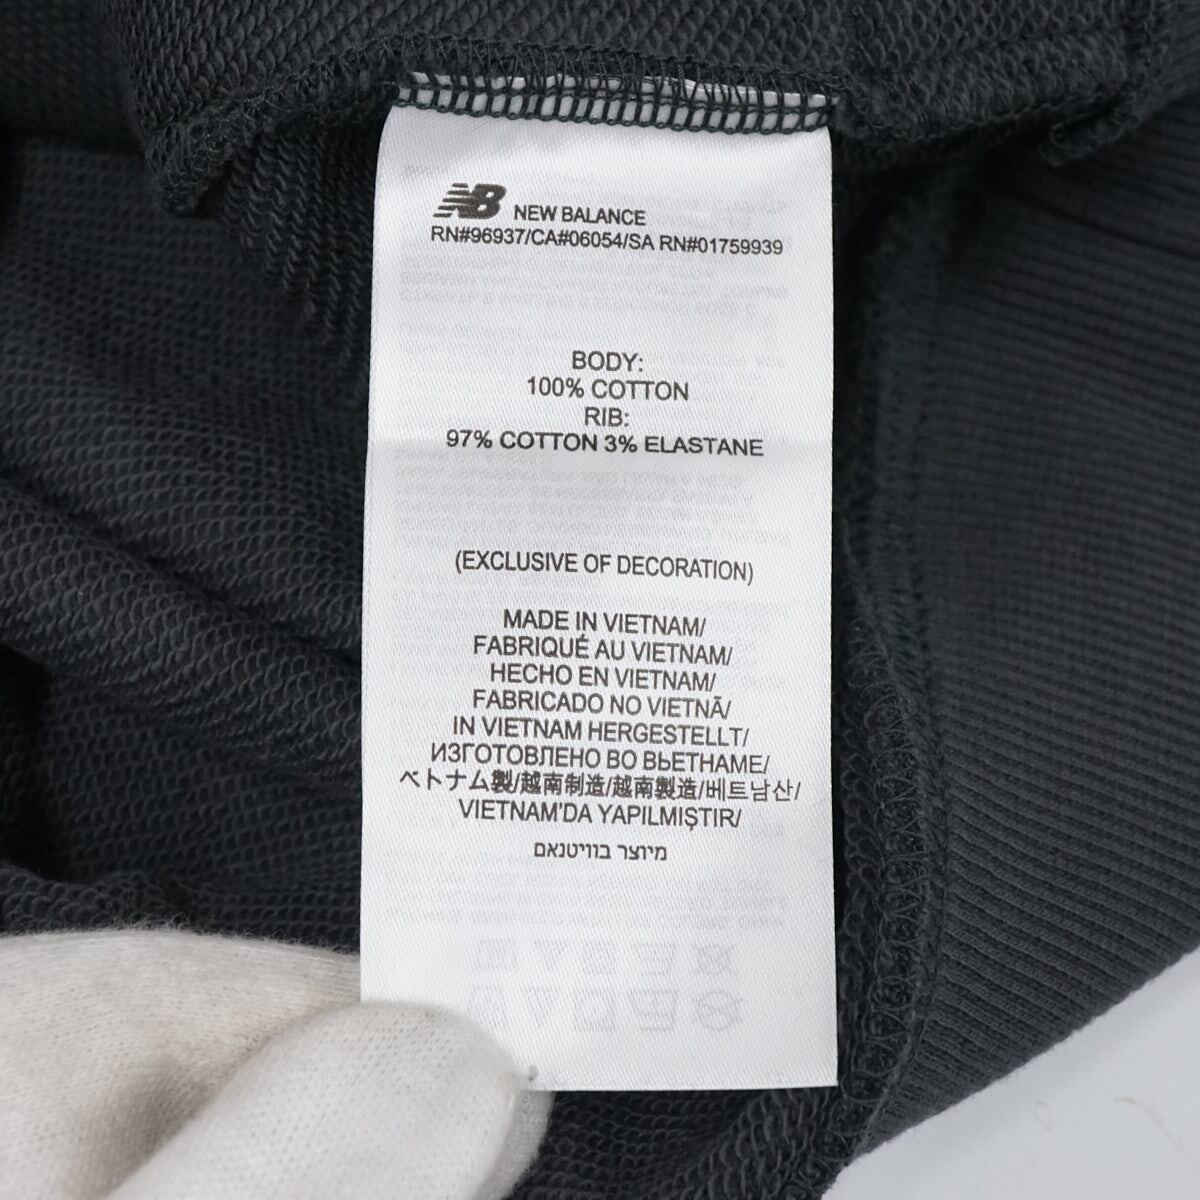 NB NEW BALANCE
RN#96937/CA#06054/SA RN#01759939
BODY:
100% COTTON
RIB:
97% COTTON 3% ELASTANE
(EXCLUSIVE OF DECORATION)
MADE IN VIETNAM/
FABRIQUÉ AU VIETNAM/
HECHO EN VIETNAM/
FABRICADO NO VIETNÃ/
IN VIETNAM HERGESTELLT/
ИЗГОТОВЛЕНО ВО ВЬЕТНАМЕ/
ベトナム製/越南制造/越南製造/베트남산/
VIETNAM'DA YAPILMIŞTIR/
מיוצר בוויטנאם